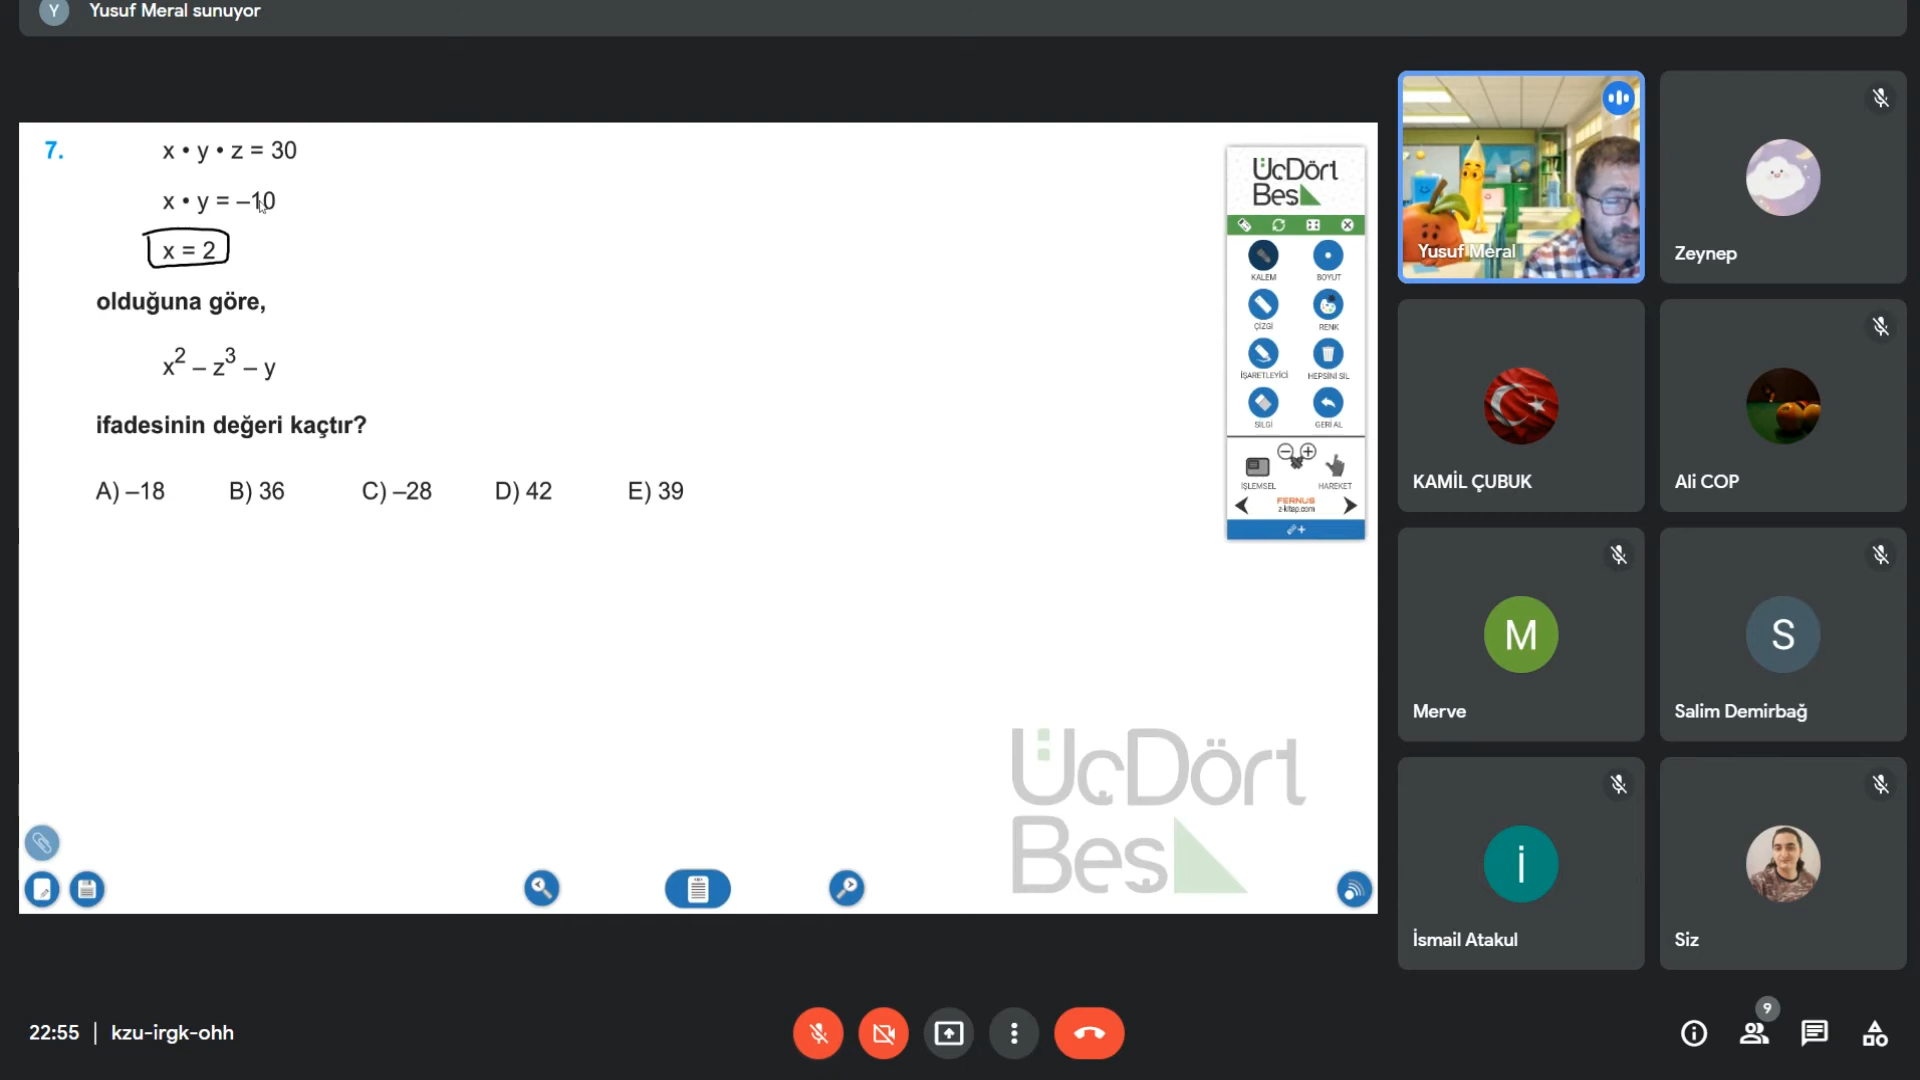 Y Yusuf Meral sunuyor
7. x • y • z = 30
x • y = –10
x = 2
olduğuna göre,
x² – z³ – y
ifadesinin değeri kaçtır?
A) –18 B) 36 C) –28 D) 42 E) 39
ÜçDört
Beş
KALEM BOYUT
ÇİZGİ RENK
İŞARETLEYİCİ HEPSİNİ SİL
SİLGİ GERİ AL
İŞLEMSEL HAREKET
FERNUS
z-kitap.com
ÜçDört
Beş
Yusuf Meral
Zeynep
KAMİL ÇUBUK
Ali COP
M
Merve
S
Salim Demirbağ
i
İsmail Atakul
Siz
22:55 | kzu-irgk-ohh
9